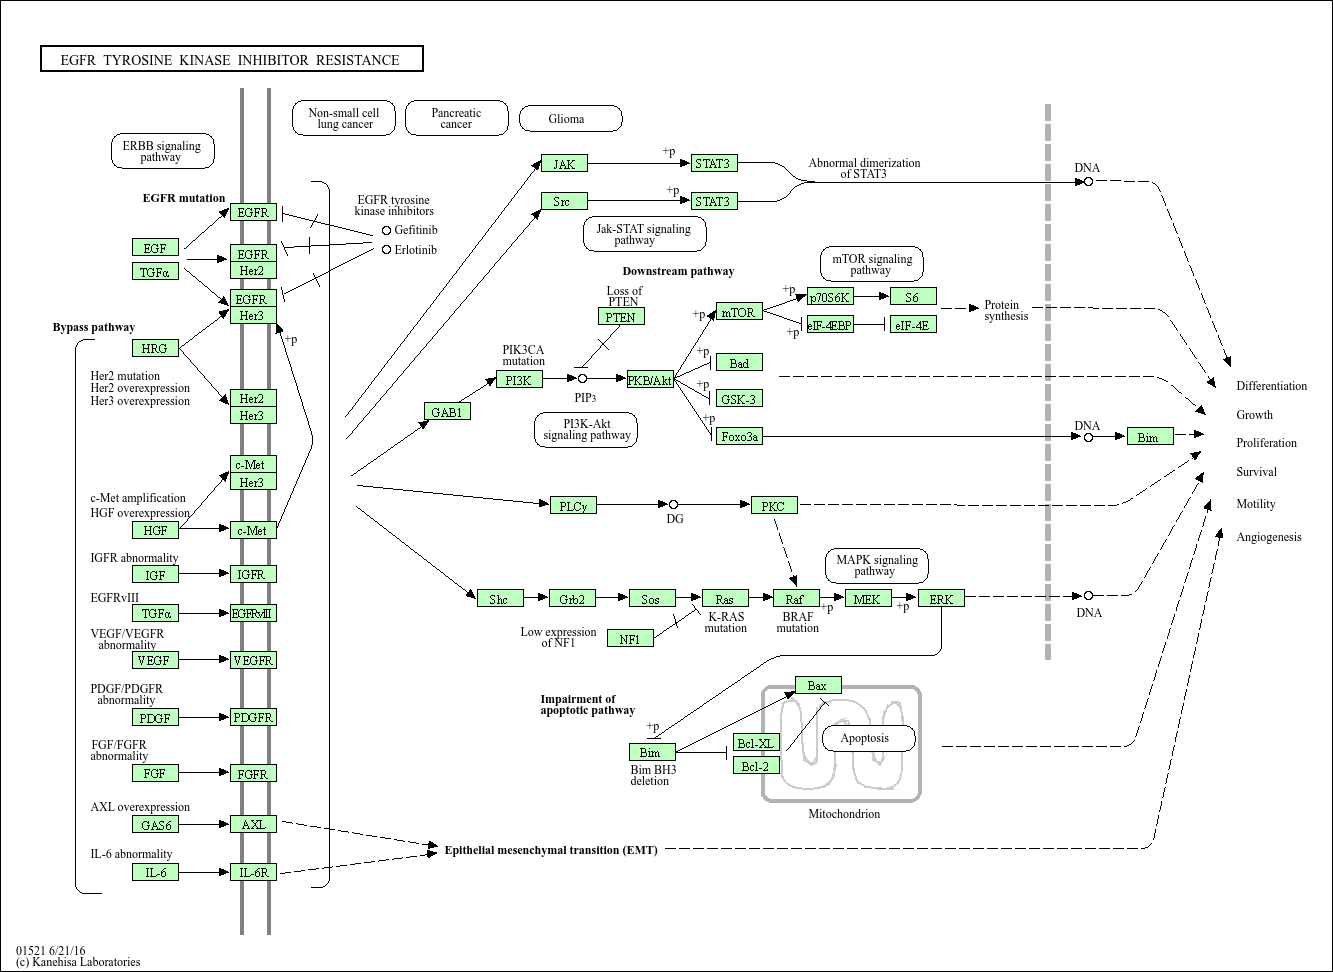 EGFR TYROSINE KINASE INHIBITOR RESISTANCE
Non-small cell
lung cancer
Pancreatic
cancer
Glioma
ERBB signaling
pathway
EGFR mutation
EGFR
EGF
TGFα
EGFR
Her2
EGFR
Her3
EGFR tyrosine
kinase inhibitors
Gefitinib
Erlotinib
Bypass pathway
HRG
+p
Her2 mutation
Her2 overexpression
Her3 overexpression
Her2
Her3
c-Met
Her3
c-Met amplification
HGF overexpression
HGF
c-Met
IGFR abnormality
IGF
IGFR
EGFRvIII
TGFα
EGFRvIII
VEGF/VEGFR
abnormality
VEGF
VEGFR
PDGF/PDGFR
abnormality
PDGF
PDGFR
FGF/FGFR
abnormality
FGF
FGFR
AXL overexpression
GAS6
AXL
IL-6 abnormality
IL-6
IL-6R
JAK
+p
STAT3
Src
+p
STAT3
Abnormal dimerization
of STAT3
DNA
Jak-STAT signaling
pathway
Downstream pathway
mTOR signaling
pathway
Loss of
PTEN
PTEN
+p
mTOR
+p
p70S6K
S6
+p
eIF-4EBP
eIF-4E
Protein
synthesis
PIK3CA
mutation
PI3K
PIP3
PKB/Akt
+p
Bad
+p
GSK-3
+p
Foxo3a
GAB1
PI3K-Akt
signaling pathway
DNA
Bim
PLCγ
DG
PKC
MAPK signaling
pathway
Shc
Grb2
Sos
Ras
Raf
+p
MEK
+p
ERK
DNA
K-RAS
mutation
BRAF
mutation
Low expression
of NF1
NF1
Impairment of
apoptotic pathway
+p
Bim
Bim BH3
deletion
Bax
Bcl-XL
Bcl-2
Apoptosis
Mitochondrion
Epithelial mesenchymal transition (EMT)
Differentiation
Growth
Proliferation
Survival
Motility
Angiogenesis
01521 6/21/16
(c) Kanehisa Laboratories